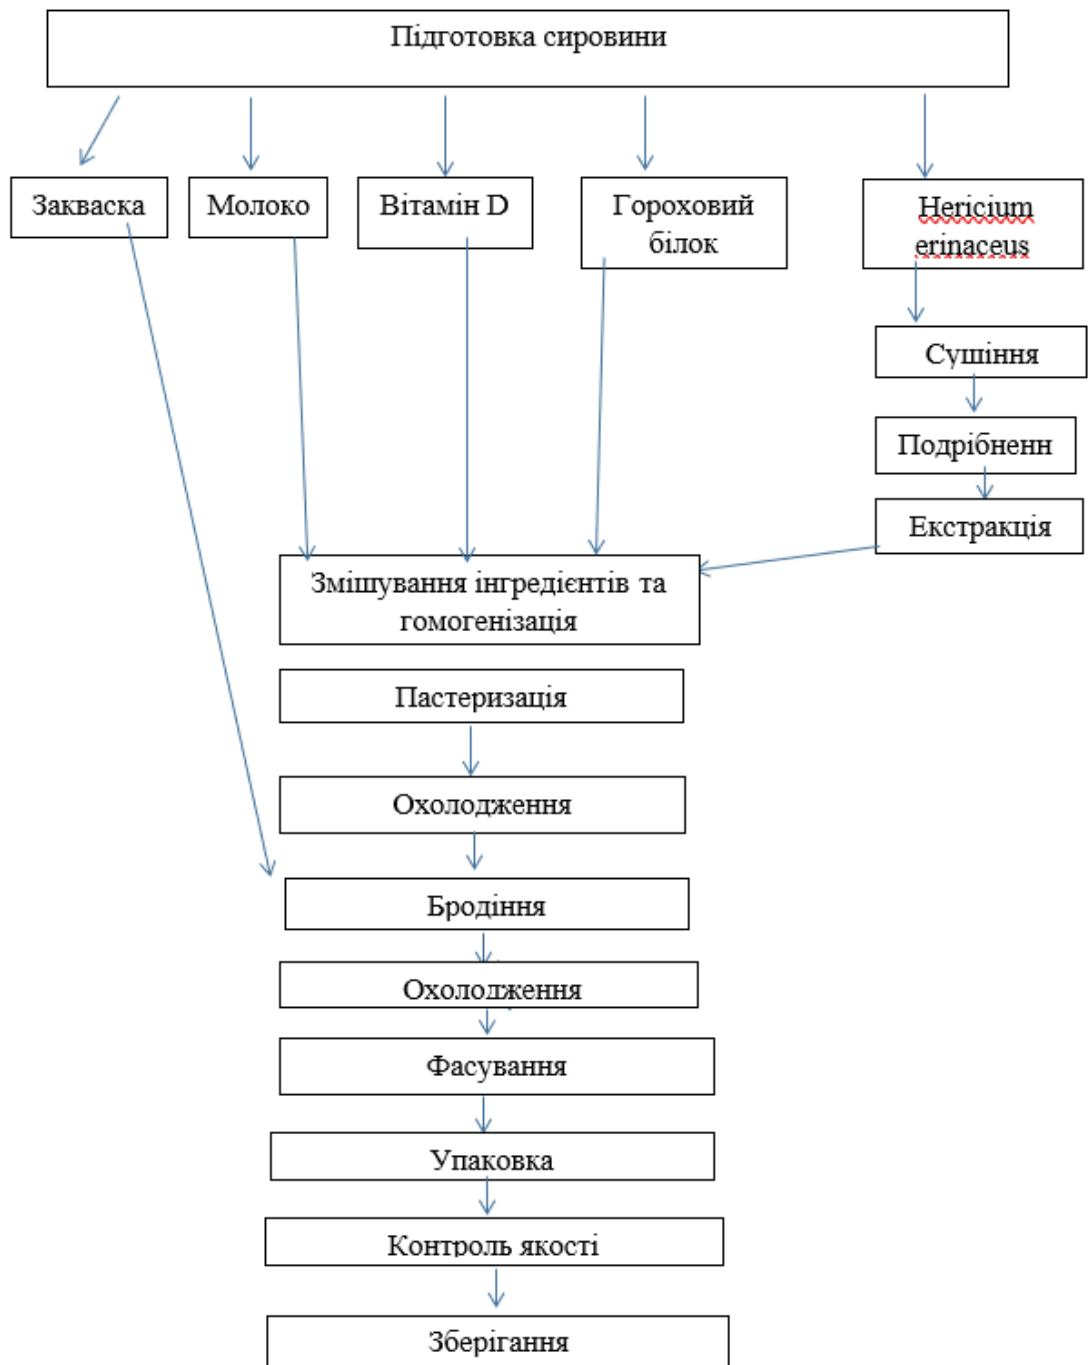 Підготовка сировини
Закваска
Молоко
Вітамін D
Гороховий
білок
Hericium
erinaceus
Сушіння
Подрібненн
Екстракція
Змішування інгредієнтів та
гомогенізація
Пастеризація
Охолодження
Бродіння
Охолодження
Фасування
Упаковка
Контроль якості
Зберігання